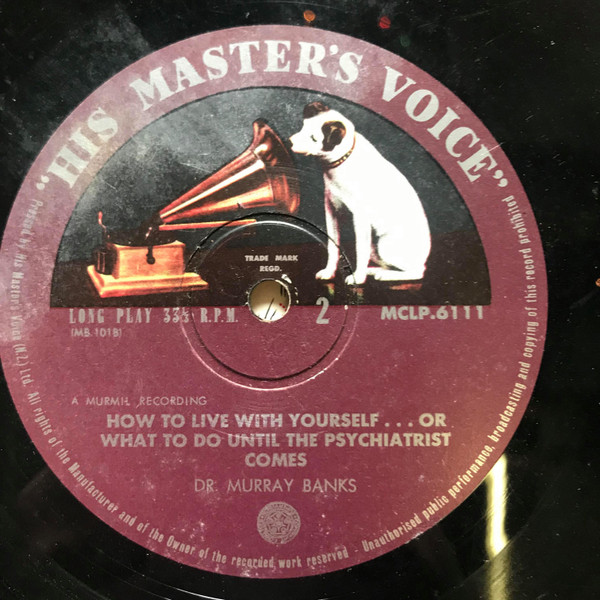 "HIS MASTER'S VOICE"
TRADE MARK
REGD.
LONG PLAY 33⅓ R.P.M.
2
MCLP.6111
(MB 101B)
A MURMIL RECORDING
HOW TO LIVE WITH YOURSELF . . . OR
WHAT TO DO UNTIL THE PSYCHIATRIST
COMES
DR. MURRAY BANKS
Pressed by His Master's Voice (N.Z.) Ltd. All rights of the Manufacturer and of the Owner of the recorded work reserved · Unauthorised public performance, broadcasting and copying of this record prohibited